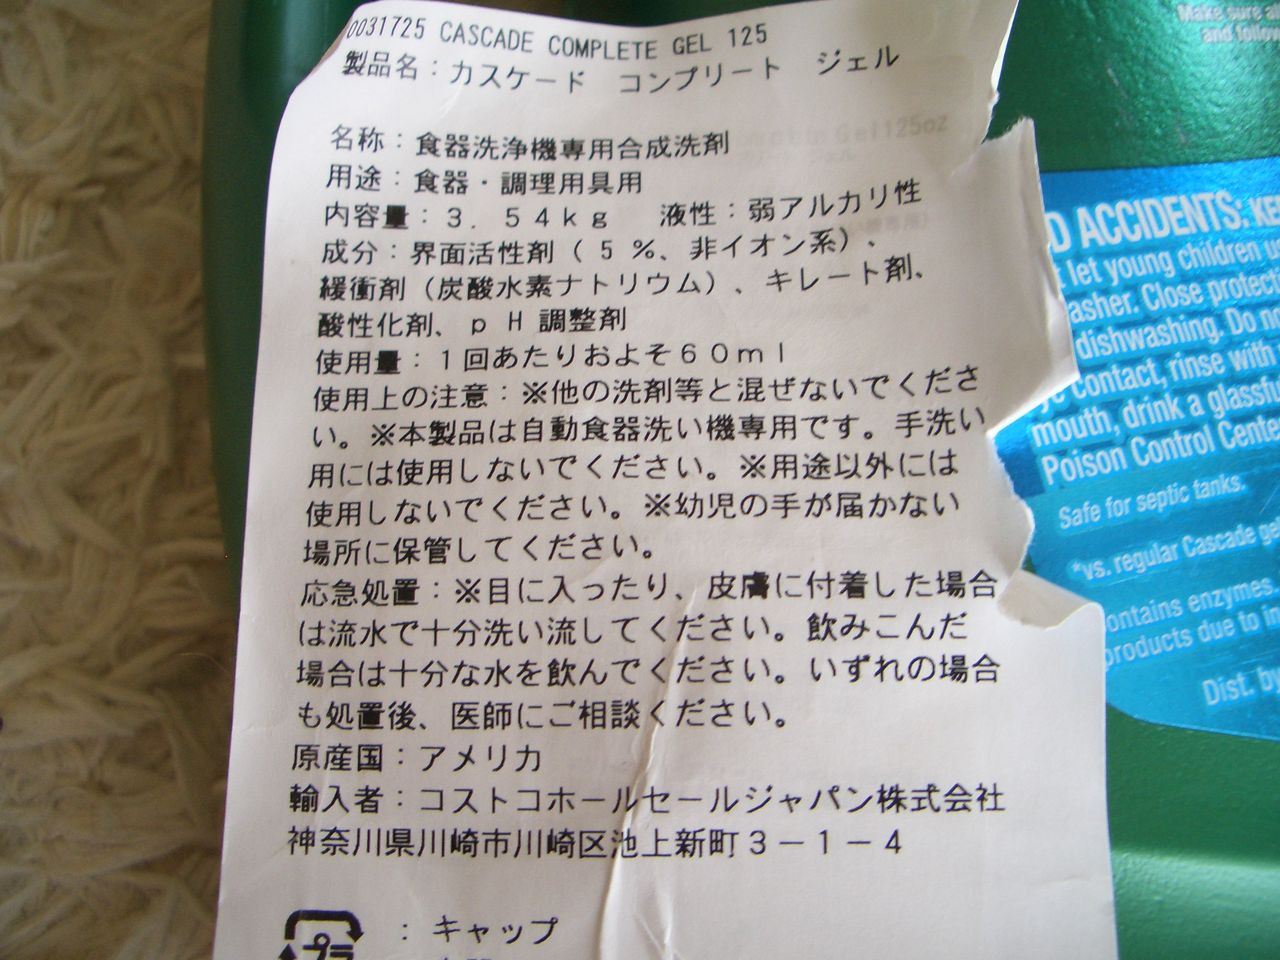 0031725 CASCADE COMPLETE GEL 125
製品名：カスケード　コンプリート　ジェル
名称：食器洗浄機専用合成洗剤
用途：食器・調理用具用
内容量：３．５４ｋｇ　液性：弱アルカリ性
成分：界面活性剤（５％、非イオン系）、
緩衝剤（炭酸水素ナトリウム）、キレート剤、
酸性化剤、ｐＨ調整剤
使用量：１回あたりおよそ６０ｍｌ
使用上の注意：※他の洗剤等と混ぜないでくださ
い。※本製品は自動食器洗い機専用です。手洗い
用には使用しないでください。※用途以外には
使用しないでください。※幼児の手が届かない
場所に保管してください。
応急処置：※目に入ったり、皮膚に付着した場合
は流水で十分洗い流してください。飲みこんだ
場合は十分な水を飲んでください。いずれの場合
も処置後、医師にご相談ください。
原産国：アメリカ
輸入者：コストコホールセールジャパン株式会社
神奈川県川崎市川崎区池上新町３－１－４
プラ：キャップ
Make sure
and follow
ACCIDENTS:
let young children
Close protect
dishwashing. Do
contact, rinse with
mouth, drink a
Poison Control Center
Safe for septic tanks.
*vs. regular Cascade
enzymes.
products due to
Dist. by